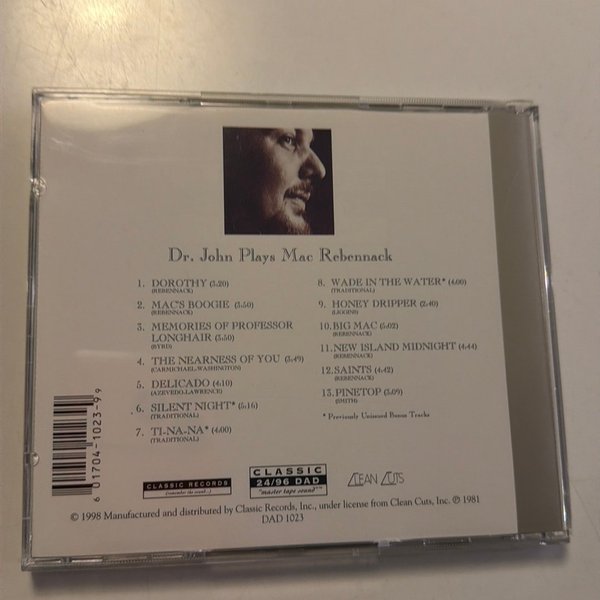 Dr. John Plays Mac Rebennack
1. DOROTHY (3.20)
(REBENNACK)
2. MAC'S BOOGIE (3.50)
(REBENNACK)
3. MEMORIES OF PROFESSOR
LONGHAIR (3.50)
(BYRD)
4. THE NEARNESS OF YOU (3.49)
(CARMICHAEL-WASHINGTON)
5. DELICADO (4:10)
(AZEVEDO, LAWRENCE)
6. SILENT NIGHT* (5:16)
(TRADITIONAL)
7. TI-NA-NA* (4.00)
(TRADITIONAL)
8. WADE IN THE WATER* (4.00)
(TRADITIONAL)
9. HONEY DRIPPER (2.40)
(LIGGINS)
10. BIG MAC (5.02)
(REBENNACK)
11. NEW ISLAND MIDNIGHT (4.44)
(REBENNACK)
12. SAINTS (4.42)
(REBENNACK)
13. PINETOP (3.09)
(SMITH)
* Previously Unissued Bonus Tracks
6 01704-1023-9 9
CLASSIC RECORDS
(remember the sound...)
CLASSIC
24/96 DAD
"master tape sound"™
CLEAN CUTS
© 1998 Manufactured and distributed by Classic Records, Inc., under license from Clean Cuts, Inc. ℗ 1981
DAD 1023